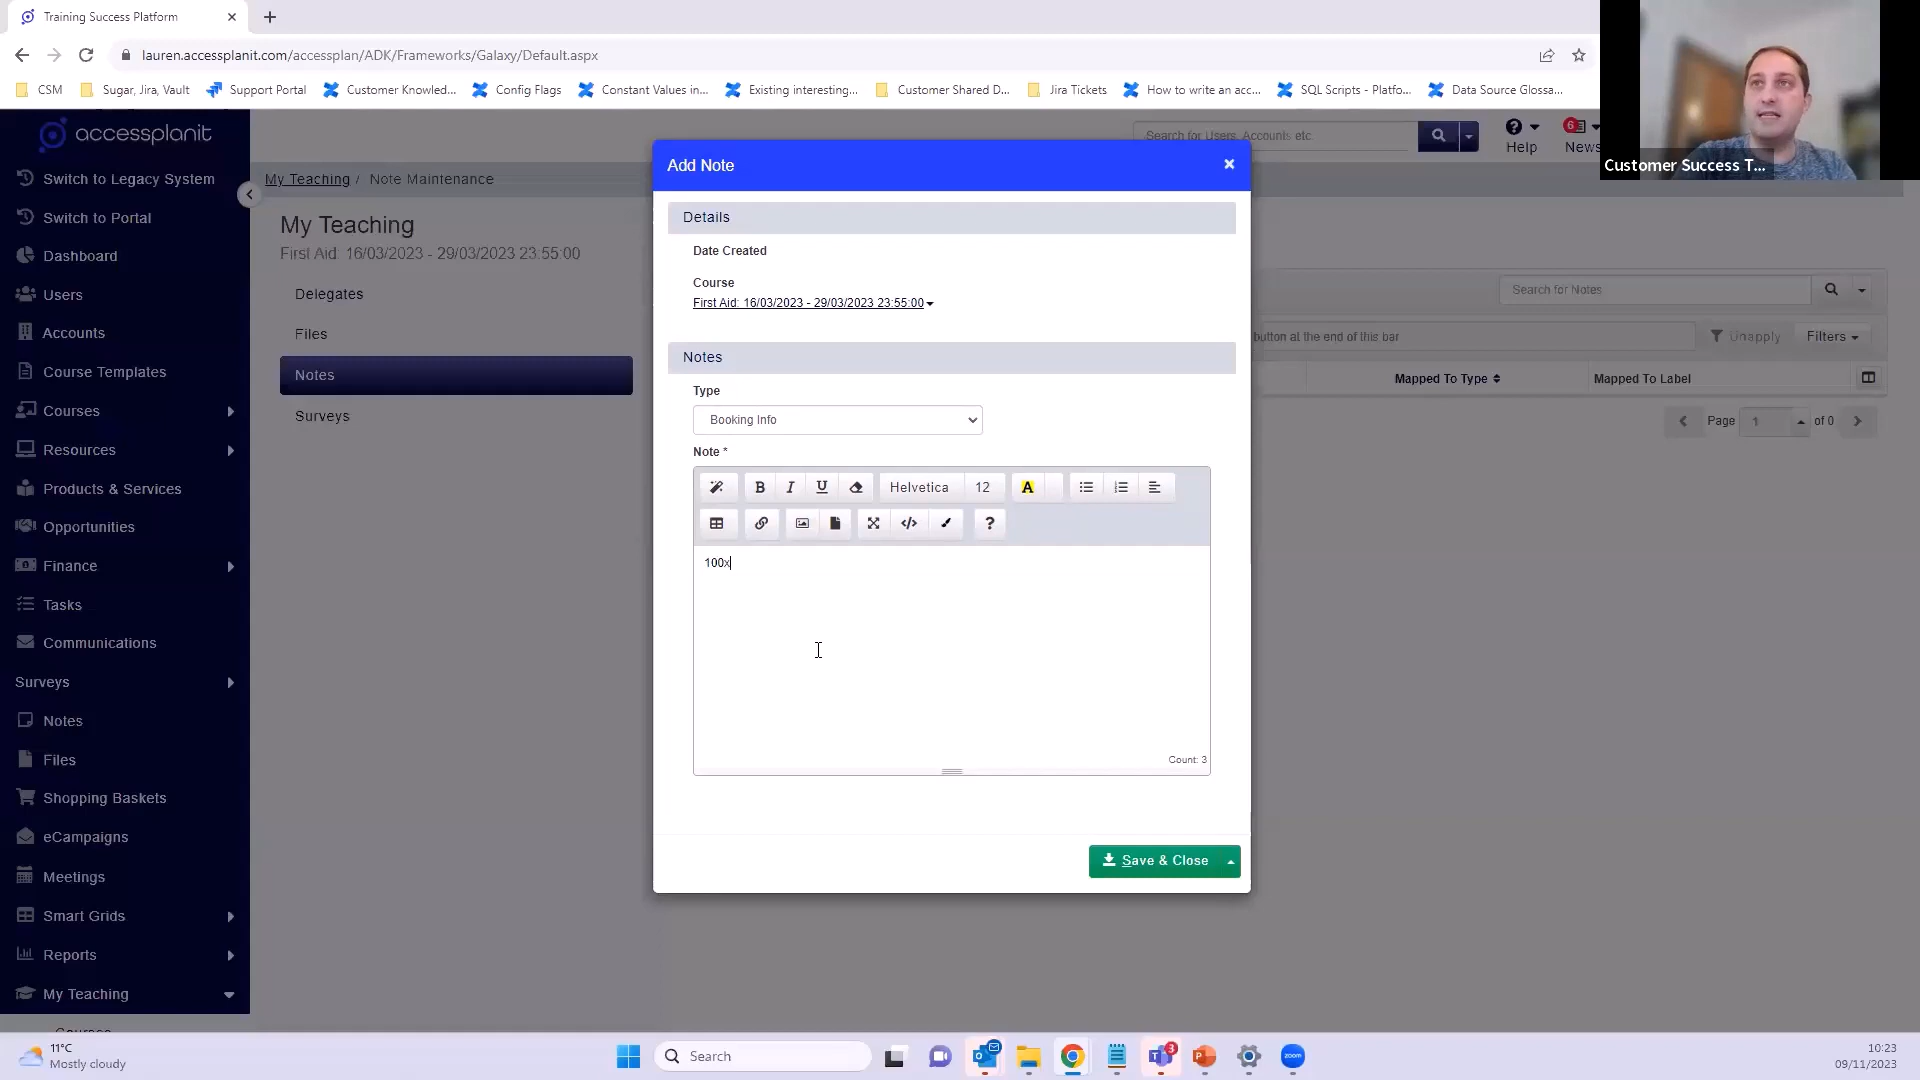 Training Success Platform
lauren.accessplanit.com/accessplan/ADK/Frameworks/Galaxy/Default.aspx
CSM
Sugar, Jira, Vault
Support Portal
Customer Knowled...
Config Flags
Constant Values in...
Existing interesting...
Customer Shared D...
Jira Tickets
How to write an acc...
SQL Scripts - Platfo...
Data Source Glossa...
Customer Success T...
accessplanit
Search for Users, Accounts etc.
Help
6
News
Switch to Legacy System
Switch to Portal
Dashboard
Users
Accounts
Course Templates
Courses
Resources
Products & Services
Opportunities
Finance
Tasks
Communications
Surveys
Notes
Files
Shopping Baskets
eCampaigns
Meetings
Smart Grids
Reports
My Teaching
Courses
My Teaching / Note Maintenance
My Teaching
First Aid: 16/03/2023 - 29/03/2023 23:55:00
Delegates
Files
Notes
Surveys
Add Note
Details
Date Created
Course
First Aid: 16/03/2023 - 29/03/2023 23:55:00
Notes
Type
Booking Info
Note *
B I U Helvetica 12 A
</> ?
100x
Count: 3
Save & Close
Search for Notes
button at the end of this bar
Unapply
Filters
Mapped To Type
Mapped To Label
Page 1 of 0
11°C
Mostly cloudy
Search
3
zoom
10:23
09/11/2023